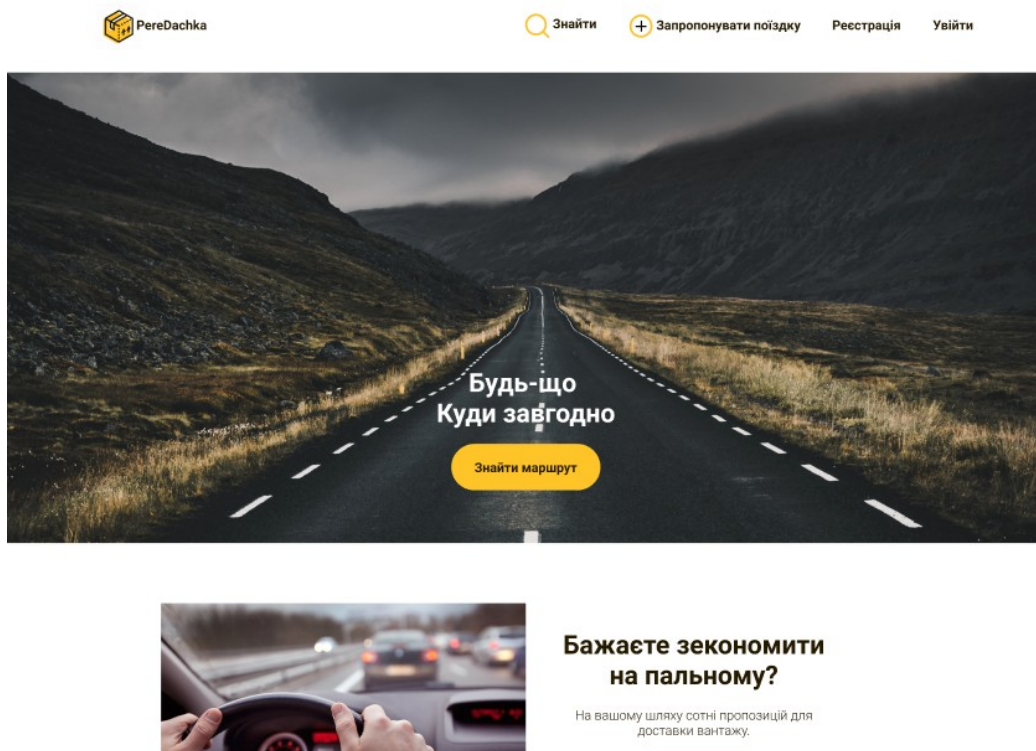 PereDachka
Знайти
Запропонувати поїздку
Реєстрація
Увійти
Будь-що
Куди завгодно
Знайти маршрут
Бажаєте зекономити
на пальному?
На вашому шляху сотні пропозицій для
доставки вантажу.